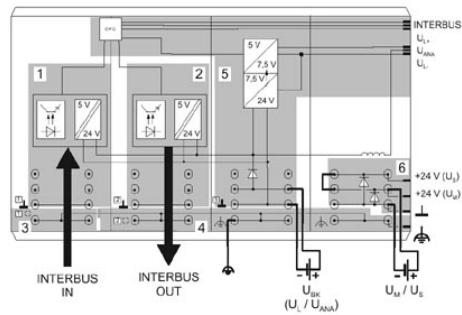 OPC
INTERBUS
U_L+
U_ANA
U_L-
1
2
5
5 V
7,5 V
7,5 V
24 V
5 V
24 V
5 V
24 V
6
+24 V (U_S)
+24 V (U_M)
3
4
INTERBUS
IN
INTERBUS
OUT
U_BK
(U_L / U_ANA)
U_M / U_S
- +
- +